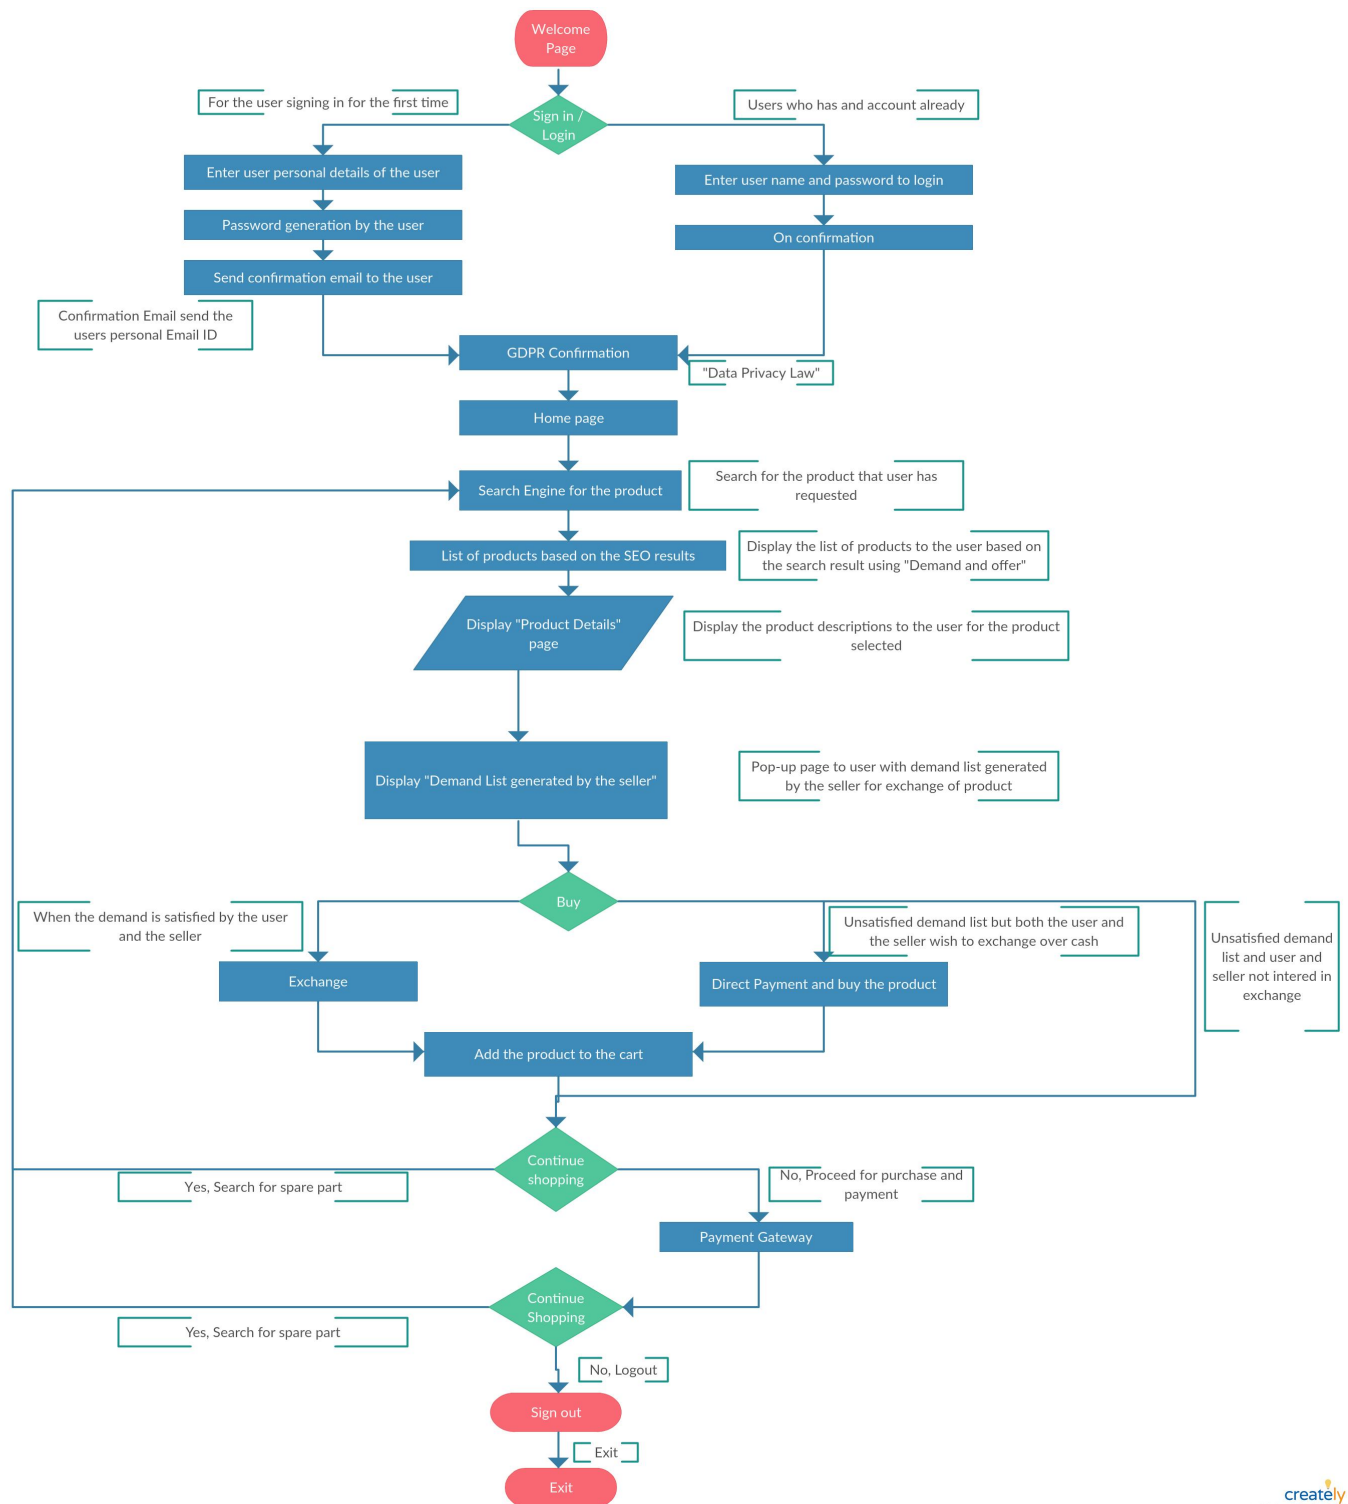 Welcome
Page
For the user signing in for the first time
Users who has and account already
Sign in /
Login
Enter user personal details of the user
Enter user name and password to login
Password generation by the user
On confirmation
Send confirmation email to the user
Confirmation Email send the
users personal Email ID
GDPR Confirmation
"Data Privacy Law"
Home page
Search Engine for the product
Search for the product that user has
requested
List of products based on the SEO results
Display the list of products to the user based on
the search result using "Demand and offer"
Display "Product Details"
page
Display the product descriptions to the user for the product
selected
Display "Demand List generated by the seller"
Pop-up page to user with demand list generated
by the seller for exchange of product
Buy
When the demand is satisfied by the user
and the seller
Unsatisfied demand list but both the user and
the seller wish to exchange over cash
Unsatisfied demand
list and user and
seller not intered in
exchange
Exchange
Direct Payment and buy the product
Add the product to the cart
Continue
shopping
Yes, Search for spare part
No, Proceed for purchase and
payment
Payment Gateway
Continue
Shopping
Yes, Search for spare part
No, Logout
Sign out
Exit
Exit
creately